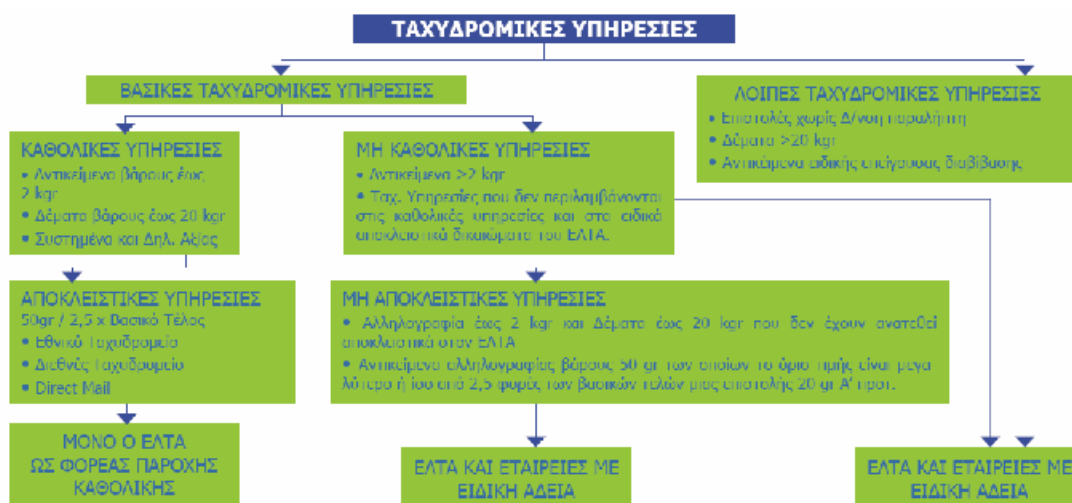 ΤΑΧΥΔΡΟΜΙΚΕΣ ΥΠΗΡΕΣΙΕΣ
ΒΑΣΙΚΕΣ ΤΑΧΥΔΡΟΜΙΚΕΣ ΥΠΗΡΕΣΙΕΣ
ΛΟΙΠΕΣ ΤΑΧΥΔΡΟΜΙΚΕΣ ΥΠΗΡΕΣΙΕΣ
• Επιστολές χωρίς Δ/νση παραλήπτη
• Δέματα >20 kgr
• Αντικείμενα ειδικής επείγουσας διαβίβασης
ΚΑΘΟΛΙΚΕΣ ΥΠΗΡΕΣΙΕΣ
• Αντικείμενα βάρους έως
2 kgr
• Δέματα βάρους έως 20 kgr
• Συστημένα και Δηλ. Αξίας
ΜΗ ΚΑΘΟΛΙΚΕΣ ΥΠΗΡΕΣΙΕΣ
• Αντικείμενα >2 kgr
• Ταχ. Υπηρεσίες που δεν περιλαμβάνονται
στις καθολικές υπηρεσίες και στα ειδικά
αποκλειστικά δικαιώματα του ΕΛΤΑ.
ΑΠΟΚΛΕΙΣΤΙΚΕΣ ΥΠΗΡΕΣΙΕΣ
50gr / 2,5 x Βασικό Τέλος
• Εθνικό Ταχυδρομείο
• Διεθνές Ταχυδρομείο
• Direct Mail
ΜΗ ΑΠΟΚΛΕΙΣΤΙΚΕΣ ΥΠΗΡΕΣΙΕΣ
• Αλληλογραφία έως 2 kgr και Δέματα έως 20 kgr που δεν έχουν ανατεθεί
αποκλειστικά στον ΕΛΤΑ
• Αντικείμενα αλληλογραφίας βάρους 50 gr των οποίων το όριο τιμής είναι μεγα
λύτερο ή ίσο από 2,5 φορές των βασικών τελών μιας επιστολής 20 gr Α' προτ.
ΜΟΝΟ Ο ΕΛΤΑ
ΩΣ ΦΟΡΕΑΣ ΠΑΡΟΧΗΣ
ΚΑΘΟΛΙΚΗΣ
ΕΛΤΑ ΚΑΙ ΕΤΑΙΡΕΙΕΣ ΜΕ
ΕΙΔΙΚΗ ΑΔΕΙΑ
ΕΛΤΑ ΚΑΙ ΕΤΑΙΡΕΙΕΣ ΜΕ
ΕΙΔΙΚΗ ΑΔΕΙΑ